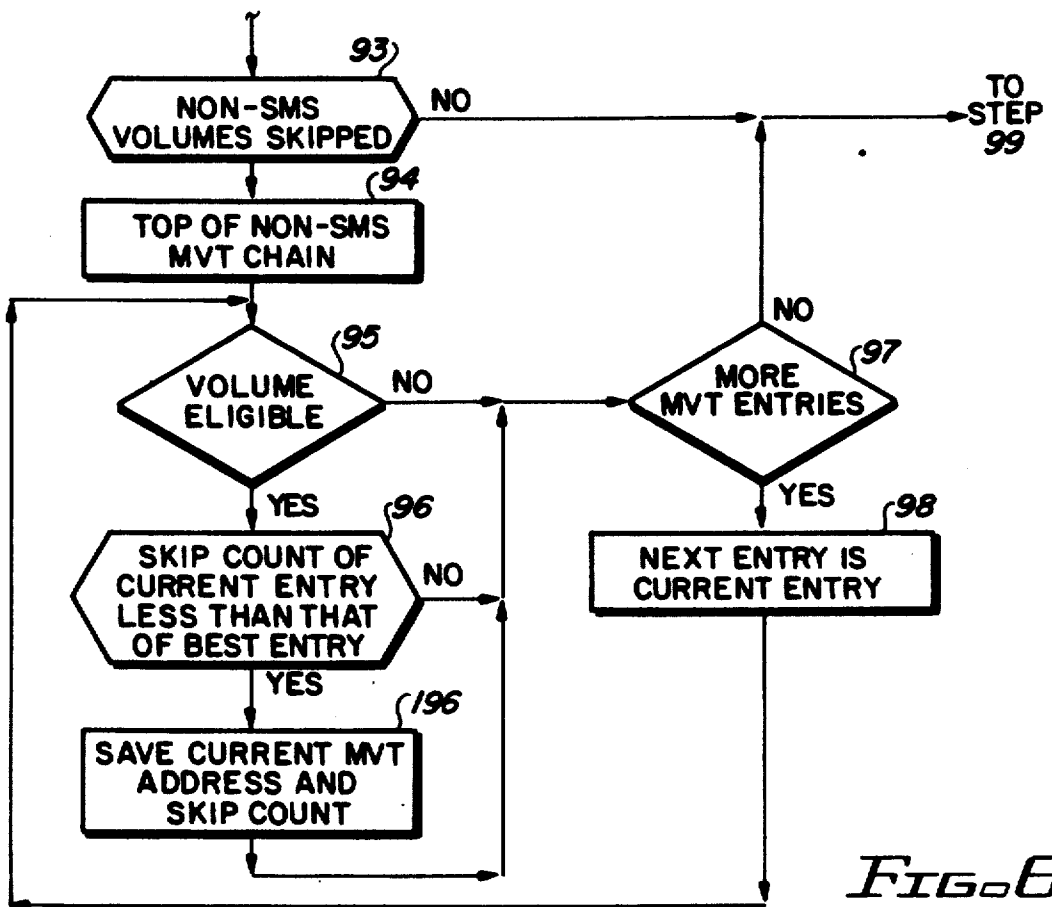 93
NON-SMS
VOLUMES SKIPPED
NO
TO
STEP
99
94
TOP OF NON-SMS
MVT CHAIN
95
VOLUME
ELIGIBLE
NO
YES
NO
97
MORE
MVT ENTRIES
YES
96
SKIP COUNT OF
CURRENT ENTRY
LESS THAN THAT
OF BEST ENTRY
NO
YES
98
NEXT ENTRY IS
CURRENT ENTRY
196
SAVE CURRENT MVT
ADDRESS AND
SKIP COUNT
FIG. 6